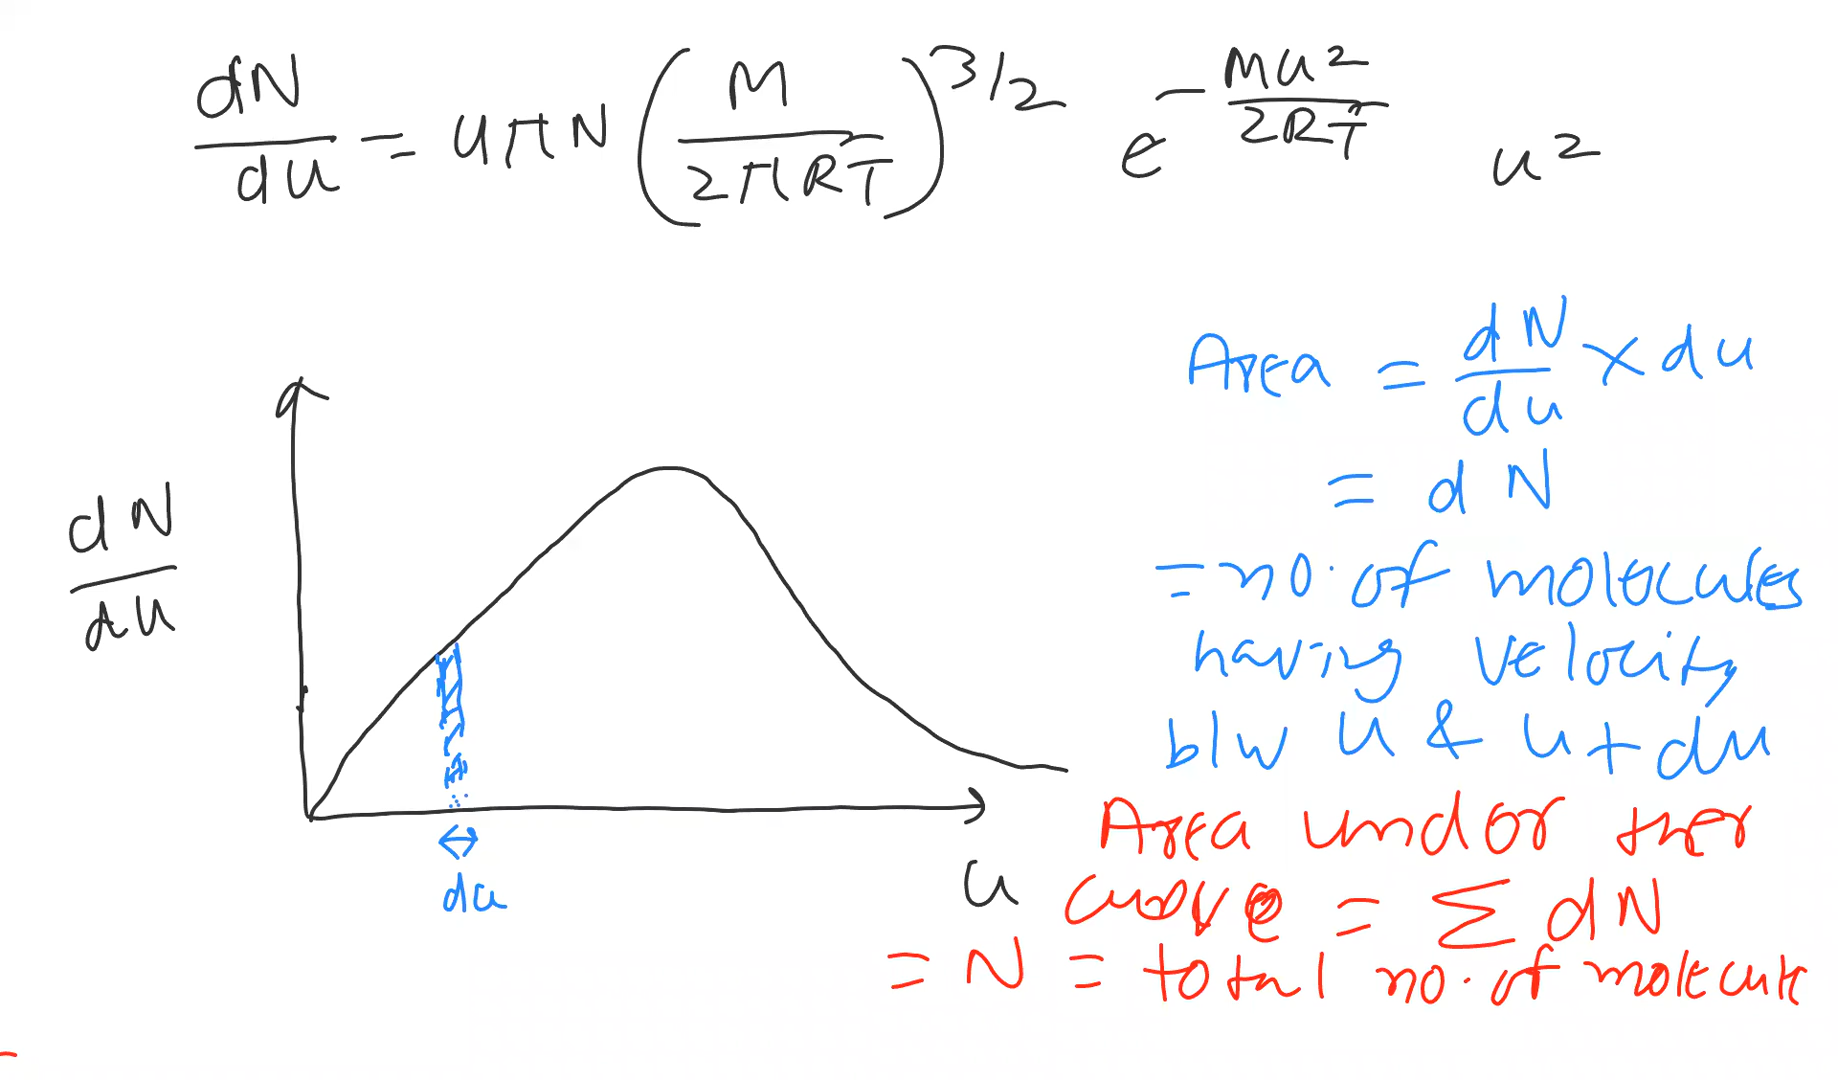 dN/du = 4πN (M/2πRT)^3/2 e^-Mu²/2RT u²
Area = dN/du × du
= dN
dN/du
= no. of molecules
having velocity
b/w u & u + du
Area under ther
du
u
curve = Σ dN
= N = total no. of molecule